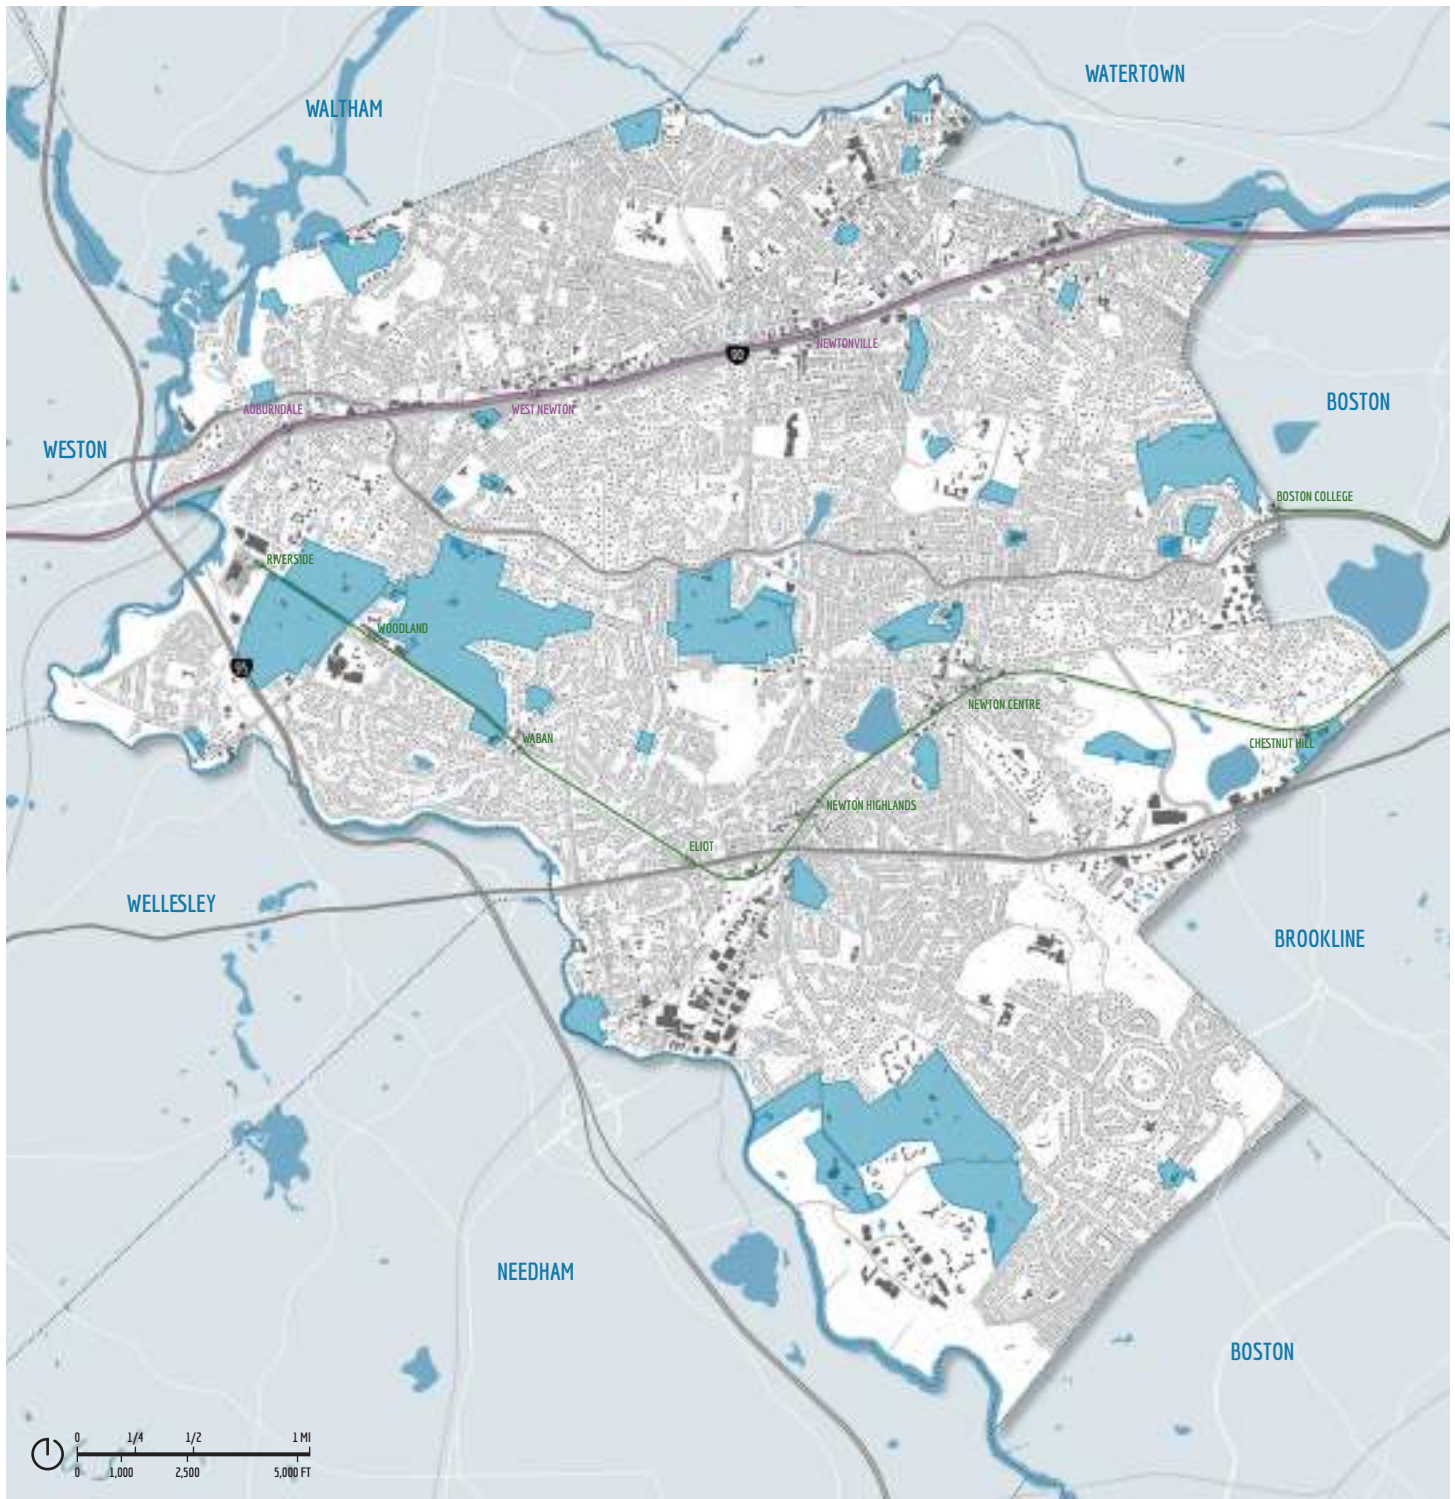 WATERTOWN
WALTHAM
NEWTONVILLE
90
BOSTON
AUBURNDALE
WEST NEWTON
WESTON
BOSTON COLLEGE
RIVERSIDE
WOODLAND
95
NEWTON CENTRE
WABAN
CHESTNUT HILL
NEWTON HIGHLANDS
ELIOT
WELLESLEY
BROOKLINE
NEEDHAM
BOSTON
0 1/4 1/2 1 MI
0 1,000 2,500 5,000 FT